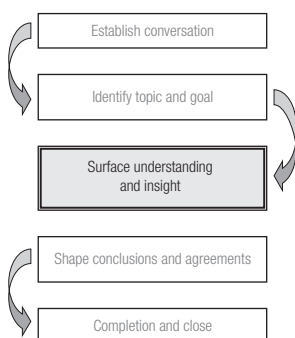 Establish conversation
Identify topic and goal
Surface understanding
and insight
Shape conclusions and agreements
Completion and close